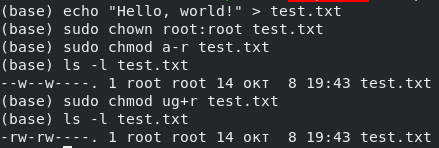 (base) echo "Hello, world!" > test.txt
(base) sudo chown root:root test.txt
(base) sudo chmod a-r test.txt
(base) ls -l test.txt
--w--w----. 1 root root 14 окт  8 19:43 test.txt
(base) sudo chmod ug+r test.txt
(base) ls -l test.txt
-rw-rw----. 1 root root 14 окт  8 19:43 test.txt